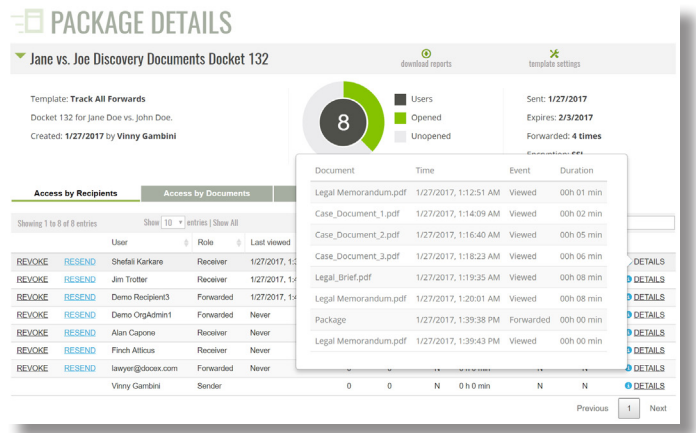 PACKAGE DETAILS
Jane vs. Joe Discovery Documents Docket 132
download reports
template settings
Template: Track All Forwards
Docket 132 for Jane Doe vs. John Doe.
Created: 1/27/2017 by Vinny Gambini
8
Users
Opened
Unopened
Sent: 1/27/2017
Expires: 2/3/2017
Forwarded: 4 times
Encryption: SSL
Document Time Event Duration
Legal Memorandum.pdf 1/27/2017, 1:12:51 AM Viewed 00h 01 min
Case_Document_1.pdf 1/27/2017, 1:14:09 AM Viewed 00h 02 min
Case_Document_2.pdf 1/27/2017, 1:16:40 AM Viewed 00h 05 min
Case_Document_3.pdf 1/27/2017, 1:18:23 AM Viewed 00h 06 min
Legal_Brief.pdf 1/27/2017, 1:19:35 AM Viewed 00h 08 min
Legal Memorandum.pdf 1/27/2017, 1:20:01 AM Viewed 00h 08 min
Package 1/27/2017, 1:39:38 PM Forwarded 00h 00 min
Legal Memorandum.pdf 1/27/2017, 1:39:43 PM Viewed 00h 00 min
Access by Recipients Access by Documents
Showing 1 to 8 of 8 entries Show 10 entries | Show All
User Role Last viewed
REVOKE RESEND Shefali Karkare Receiver 1/27/2017, 1:3 DETAILS
REVOKE RESEND Jim Trotter Receiver 1/27/2017, 1:4 DETAILS
REVOKE RESEND Demo Recipient3 Forwarded 1/27/2017, 1:4 DETAILS
REVOKE RESEND Demo OrgAdmin1 Forwarded Never DETAILS
REVOKE RESEND Alan Capone Receiver Never DETAILS
REVOKE RESEND Finch Atticus Receiver Never DETAILS
REVOKE RESEND lawyer@docex.com Forwarded Never 0 0 N 0 h 0 min N N DETAILS
Vinny Gambini Sender 0 0 N 0 h 0 min N N DETAILS
Previous 1 Next